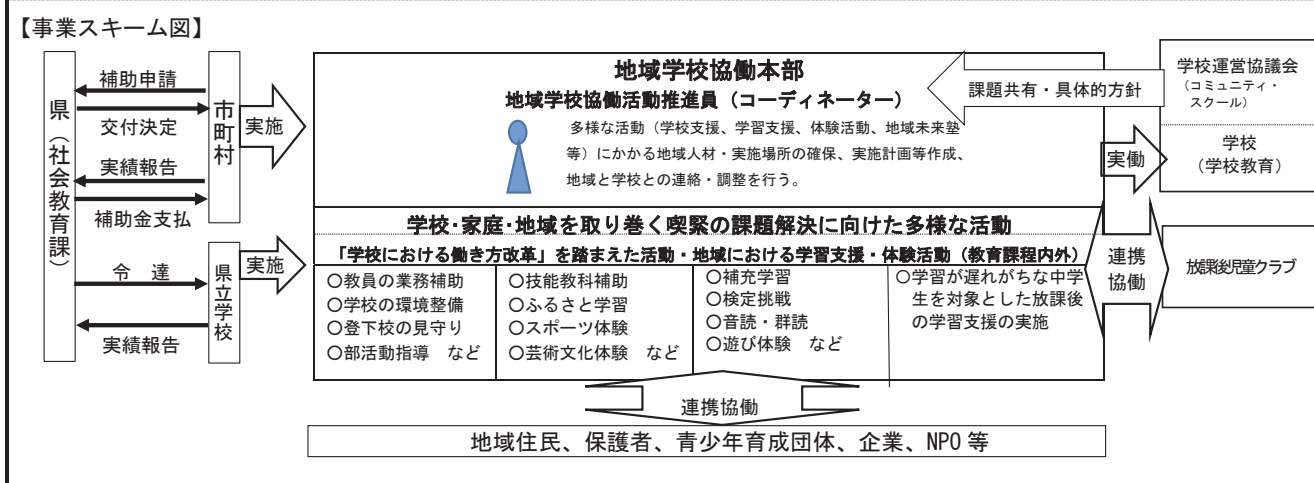 【事業スキーム図】
県（社会教育課）
補助申請
交付決定
実績報告
補助金支払
令　達
実績報告
市町村
県立学校
実施
実施
地域学校協働本部
地域学校協働活動推進員（コーディネーター）
多様な活動（学校支援、学習支援、体験活動、地域未来塾
等）にかかる地域人材・実施場所の確保、実施計画等作成、
地域と学校との連絡・調整を行う。
課題共有・具体的方針
学校運営協議会
（コミュニティ・
スクール）
学校
（学校教育）
実働
学校・家庭・地域を取り巻く喫緊の課題解決に向けた多様な活動
「学校における働き方改革」を踏まえた活動・地域における学習支援・体験活動（教育課程内外）
○教員の業務補助
○学校の環境整備
○登下校の見守り
○部活動指導　など
○技能教科補助
○ふるさと学習
○スポーツ体験
○芸術文化体験　など
○補充学習
○検定挑戦
○音読・群読
○遊び体験　など
○学習が遅れがちな中学
生を対象とした放課後
の学習支援の実施
連携
協働
放課後児童クラブ
連携協働
地域住民、保護者、青少年育成団体、企業、NPO 等